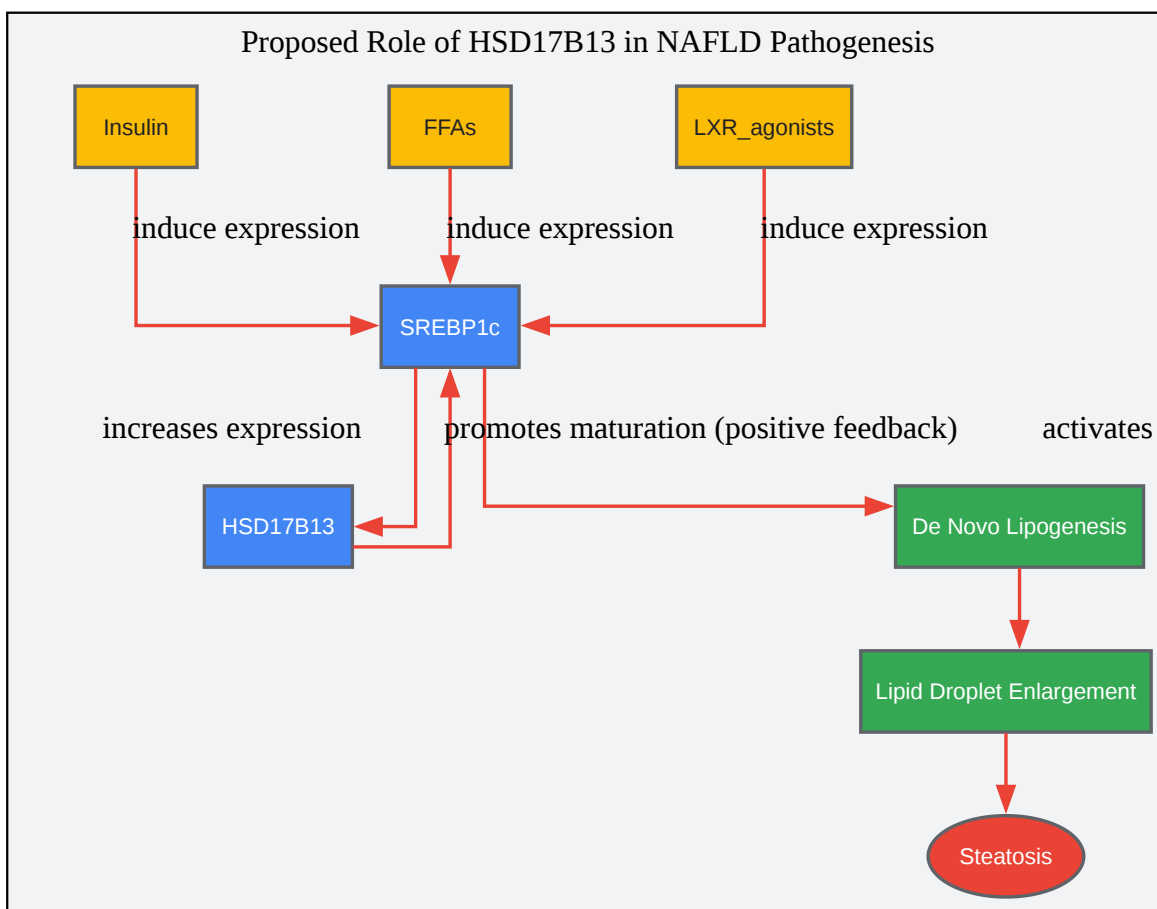 Proposed Role of HSD17B13 in NAFLD Pathogenesis
Insulin
FFAs
LXR_agonists
induce expression
induce expression
induce expression
SREBP1c
increases expression
promotes maturation (positive feedback)
activates
HSD17B13
De Novo Lipogenesis
Lipid Droplet Enlargement
Steatosis